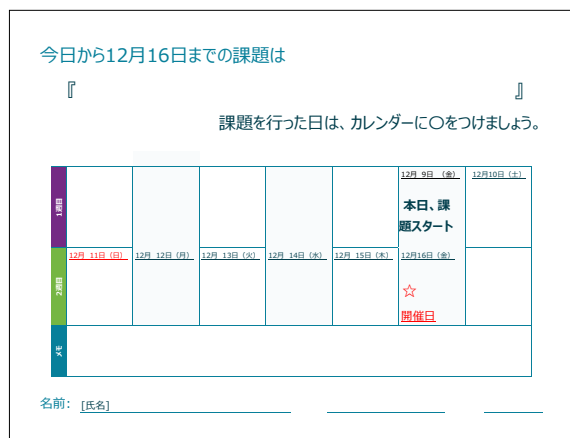 今日から12月16日までの課題は
『 』
課題を行った日は、カレンダーに〇をつけましょう。
1週目
12月 9日 (金) 12月10日 (土)
本日、課
題スタート
2週目
12月 11日 (日) 12月 12日 (月) 12月 13日 (火) 12月 14日 (水) 12月 15日 (木) 12月16日 (金)
☆
開催日
メモ
名前: [氏名]